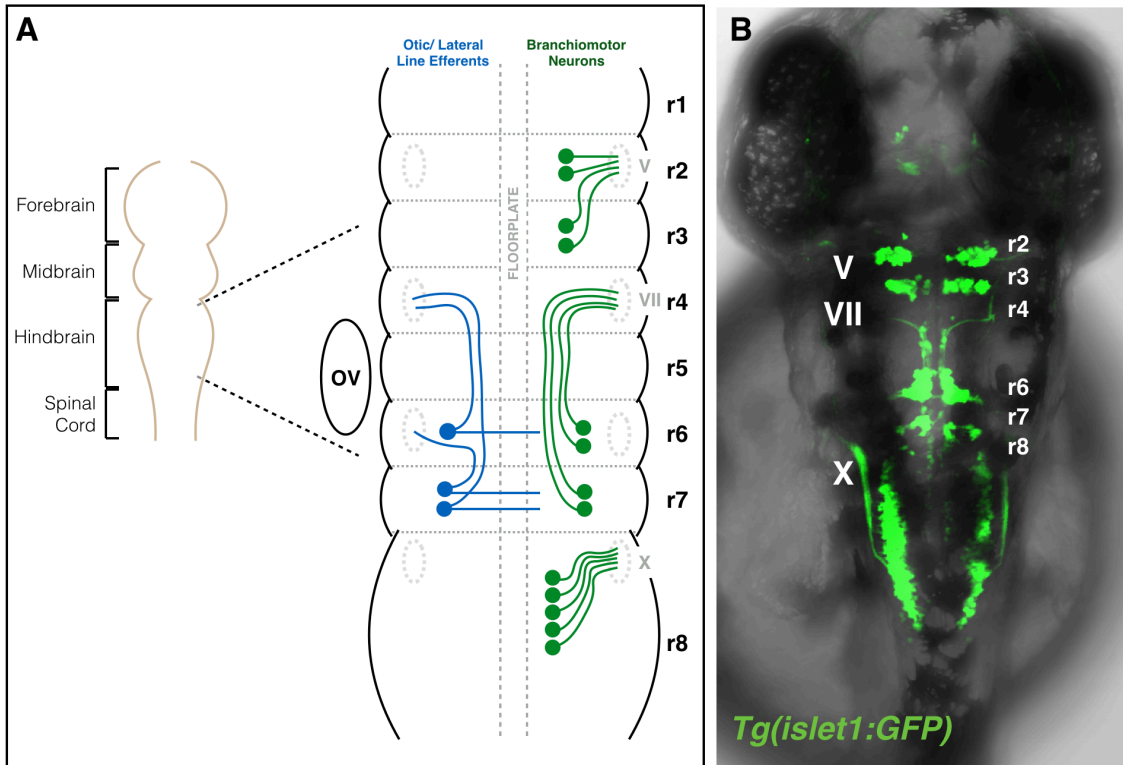 A
Otic/ Lateral
Line Efferents
Branchiomotor
Neurons
r1
V
r2
r3
FLOORPLATE
VII
r4
r5
r6
r7
X
r8
Forebrain
Midbrain
Hindbrain
Spinal
Cord
OV
B
r2
V
r3
VII
r4
r6
r7
r8
X
Tg(islet1:GFP)